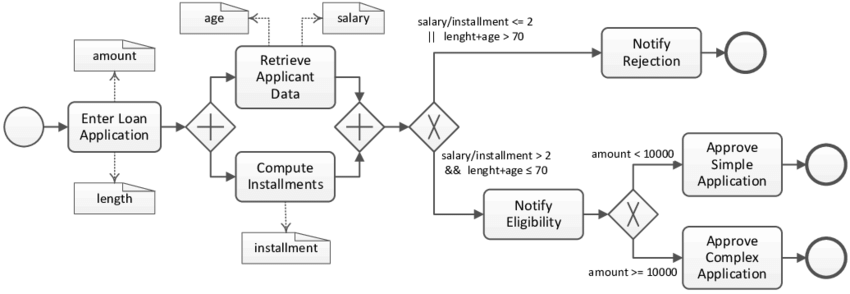 age
salary
amount
Enter Loan
Application
length
Retrieve
Applicant
Data
Compute
Installments
installment
salary/installment <= 2
|| lenght+age > 70
Notify
Rejection
salary/installment > 2
&& lenght+age ≤ 70
Notify
Eligibility
amount < 10000
Approve
Simple
Application
amount >= 10000
Approve
Complex
Application